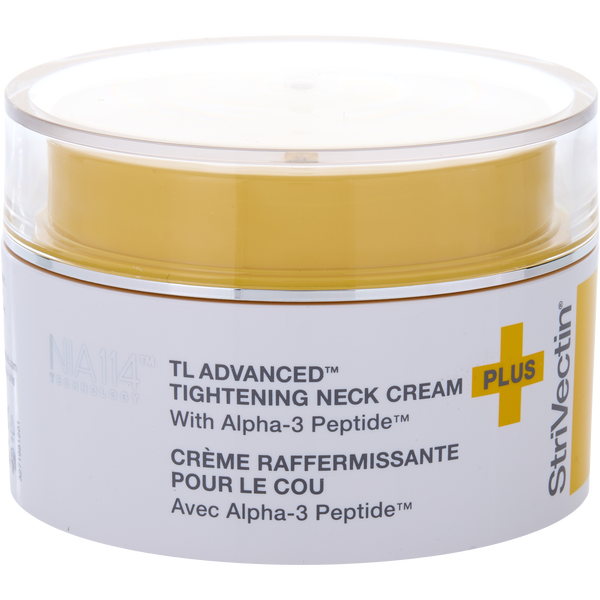 NIA114™
TECHNOLOGY
TL ADVANCED™
TIGHTENING NECK CREAM
With Alpha-3 Peptide™
PLUS
CRÈME RAFFERMISSANTE
POUR LE COU
Avec Alpha-3 Peptide™
StriVectin®